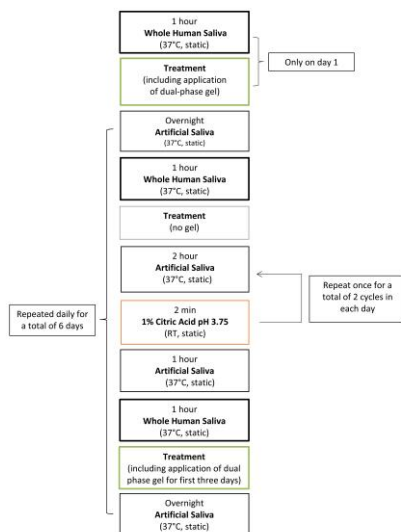 1 hour
Whole Human Saliva
(37°C, static)
Only on day 1
Treatment
(including application
of dual-phase gel)
Overnight
Artificial Saliva
(37°C, static)
1 hour
Whole Human Saliva
(37°C, static)
Treatment
(no gel)
2 hour
Artificial Saliva
(37°C, static)
Repeat once for a
total of 2 cycles in
each day
Repeated daily for
a total of 6 days
2 min
1% Citric Acid pH 3.75
(RT, static)
1 hour
Artificial Saliva
(37°C, static)
1 hour
Whole Human Saliva
(37°C, static)
Treatment
(including application of dual
phase gel for first three days)
Overnight
Artificial Saliva
(37°C, static)